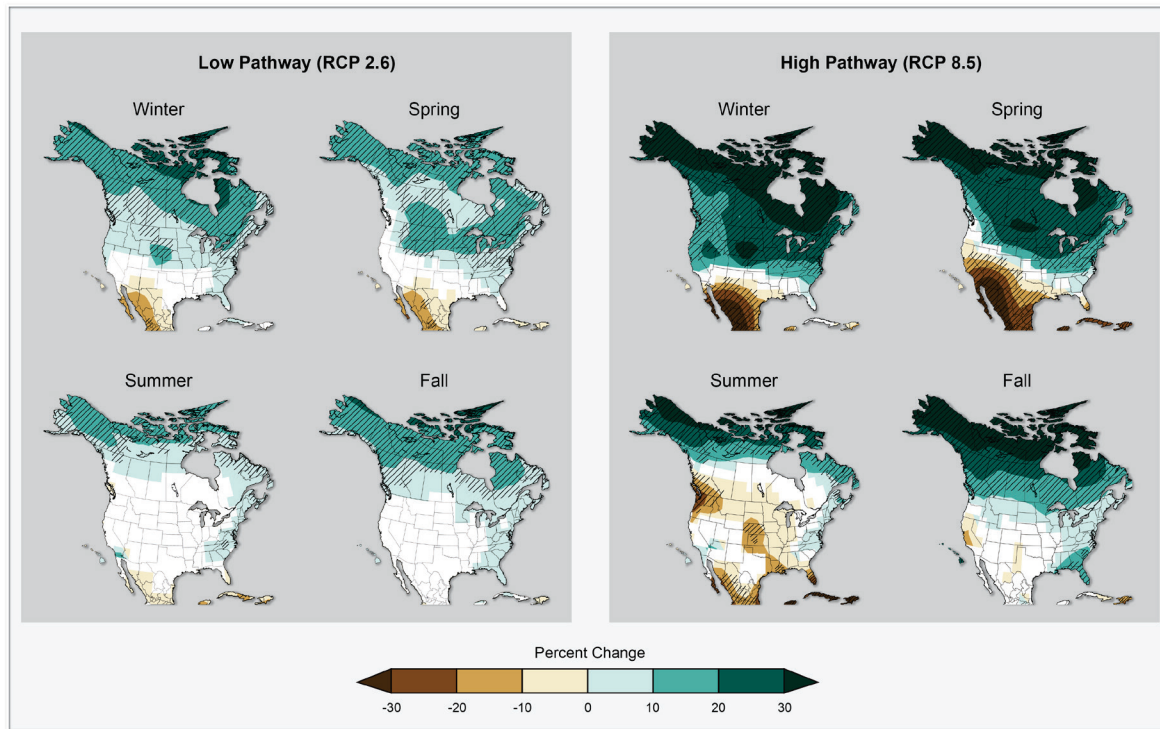 Low Pathway (RCP 2.6)
Winter
Spring
Summer
Fall
High Pathway (RCP 8.5)
Winter
Spring
Summer
Fall
Percent Change
-30 -20 -10 0 10 20 30